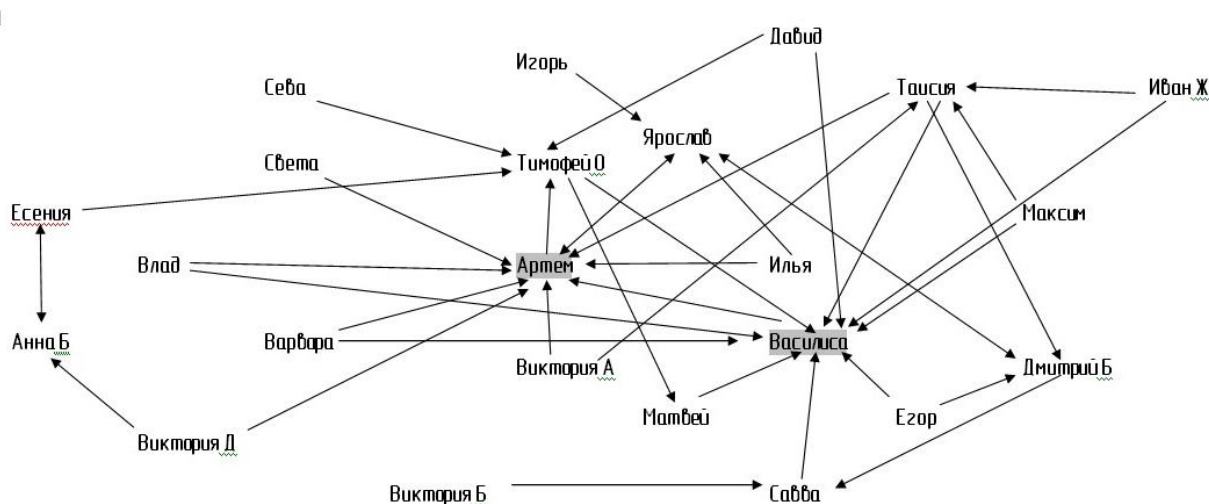 Давид
Игорь
Сева
Таисия
Иван Ж
Ярослав
Света
Тимофей О
Есения
Максим
Влад
Артем
Илья
Анна Б
Варвара
Василиса
Виктория А
Дмитрий Б
Матвей
Егор
Виктория Д
Виктория Б
Савва